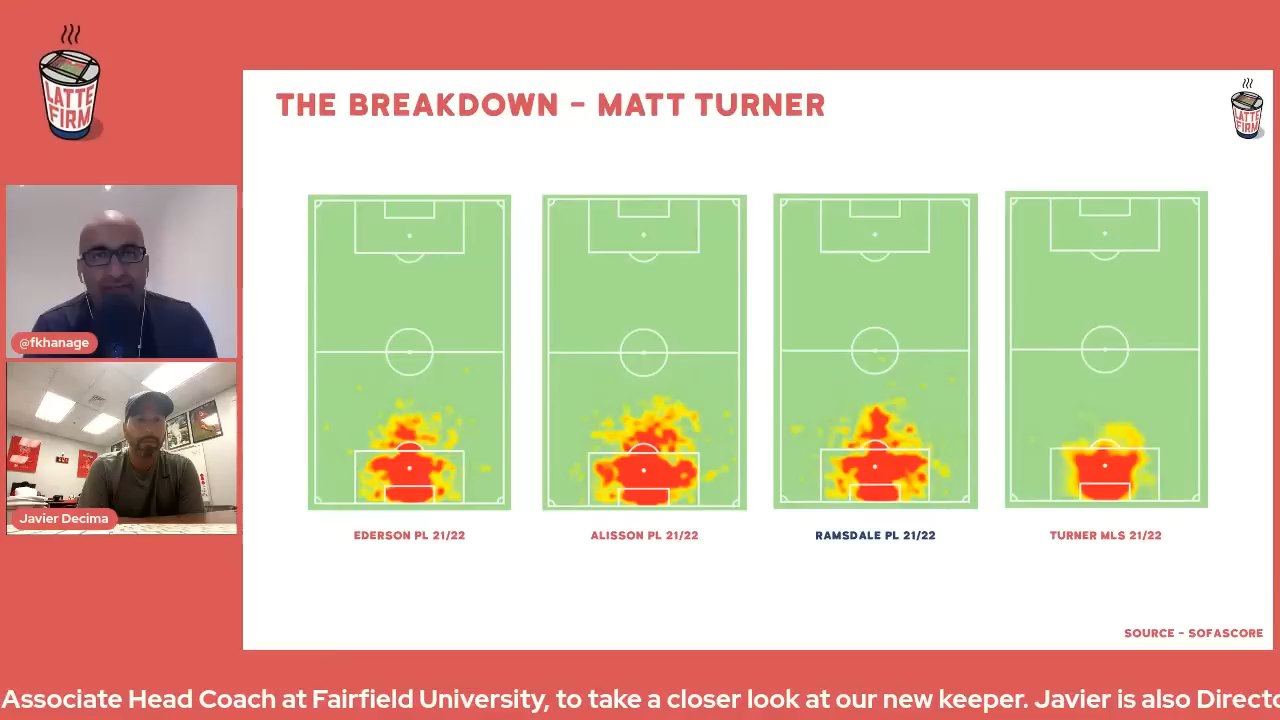 LATTE
FIRM
THE BREAKDOWN - MATT TURNER
LATTE
FIRM
@fkhanage
Javier Decima
EDERSON PL 21/22
ALISSON PL 21/22
RAMSDALE PL 21/22
TURNER MLS 21/22
SOURCE - SOFASCORE
Associate Head Coach at Fairfield University, to take a closer look at our new keeper. Javier is also Directo